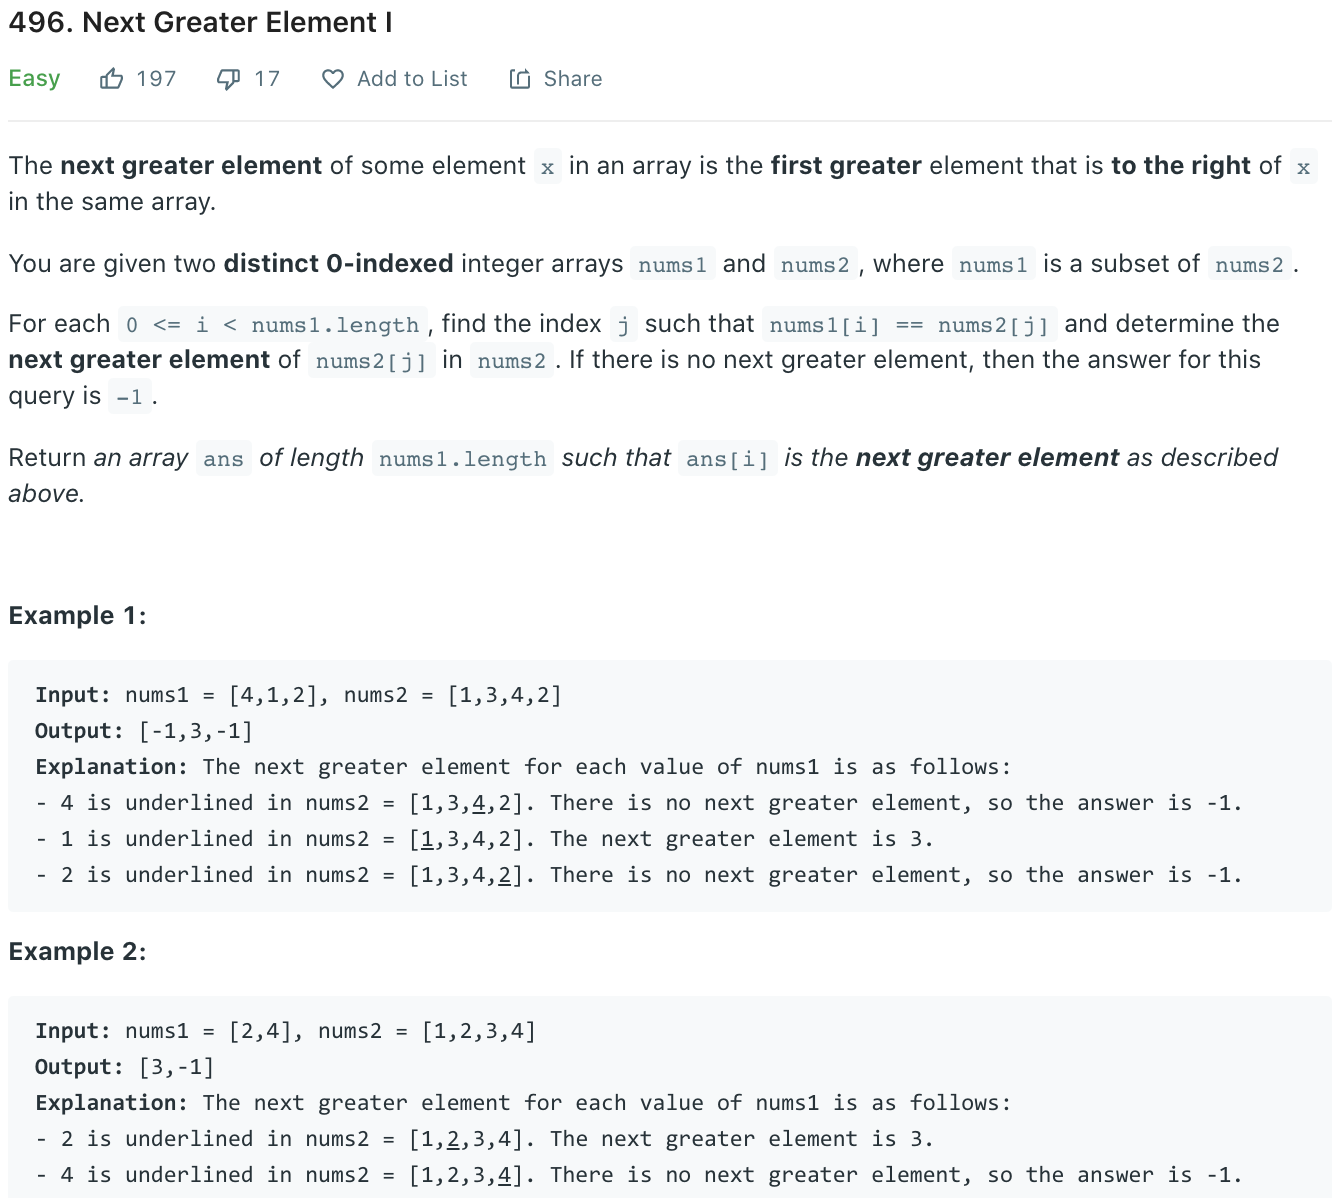 496. Next Greater Element I
Easy 197 17 Add to List Share
The next greater element of some element x in an array is the first greater element that is to the right of x
in the same array.
You are given two distinct 0-indexed integer arrays nums1 and nums2 , where nums1 is a subset of nums2 .
For each 0 <= i < nums1.length , find the index j such that nums1[i] == nums2[j] and determine the
next greater element of nums2[j] in nums2 . If there is no next greater element, then the answer for this
query is -1 .
Return an array ans of length nums1.length such that ans[i] is the next greater element as described
above.
Example 1:
Input: nums1 = [4,1,2], nums2 = [1,3,4,2]
Output: [-1,3,-1]
Explanation: The next greater element for each value of nums1 is as follows:
- 4 is underlined in nums2 = [1,3,4,2]. There is no next greater element, so the answer is -1.
- 1 is underlined in nums2 = [1,3,4,2]. The next greater element is 3.
- 2 is underlined in nums2 = [1,3,4,2]. There is no next greater element, so the answer is -1.
Example 2:
Input: nums1 = [2,4], nums2 = [1,2,3,4]
Output: [3,-1]
Explanation: The next greater element for each value of nums1 is as follows:
- 2 is underlined in nums2 = [1,2,3,4]. The next greater element is 3.
- 4 is underlined in nums2 = [1,2,3,4]. There is no next greater element, so the answer is -1.